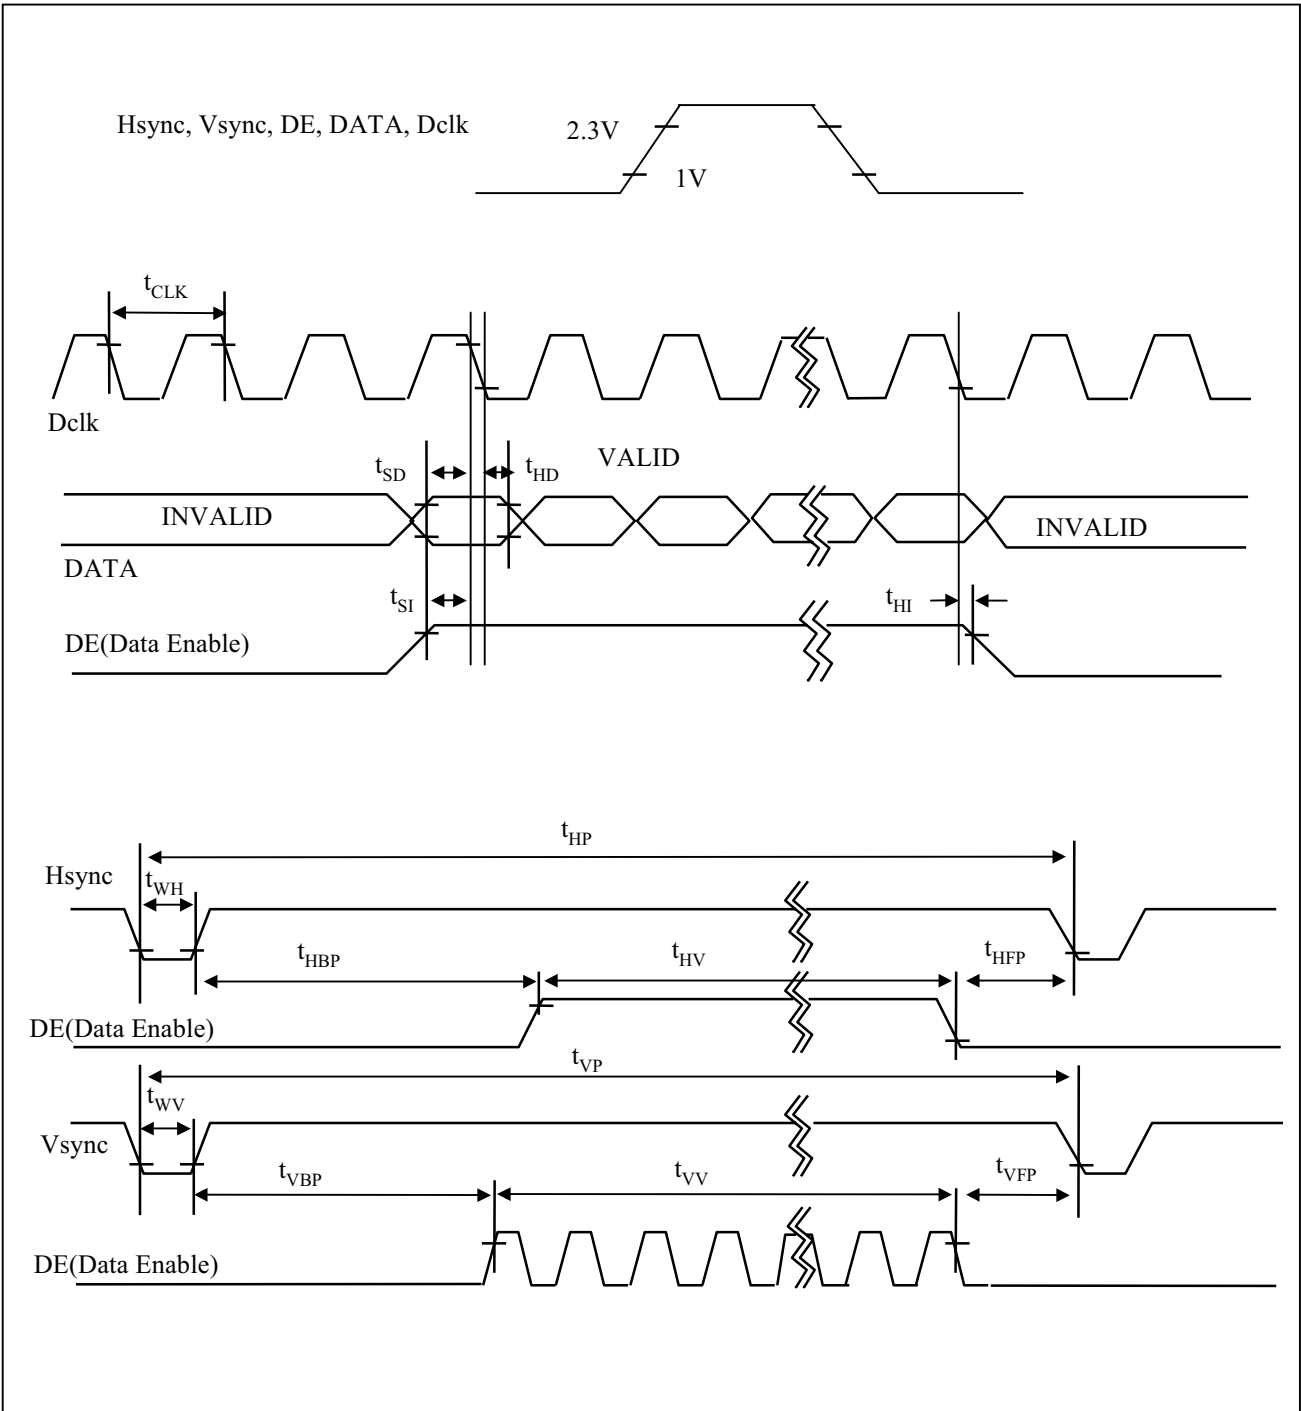 Hsync, Vsync, DE, DATA, Dclk
2.3V
1V
tCLK
Dclk
tSD
tHD
VALID
INVALID
INVALID
DATA
tSI
tHI
DE(Data Enable)
tHP
Hsync
tWH
tHBP
tHV
tHFP
DE(Data Enable)
tVP
tWV
Vsync
tVBP
tVV
tVFP
DE(Data Enable)